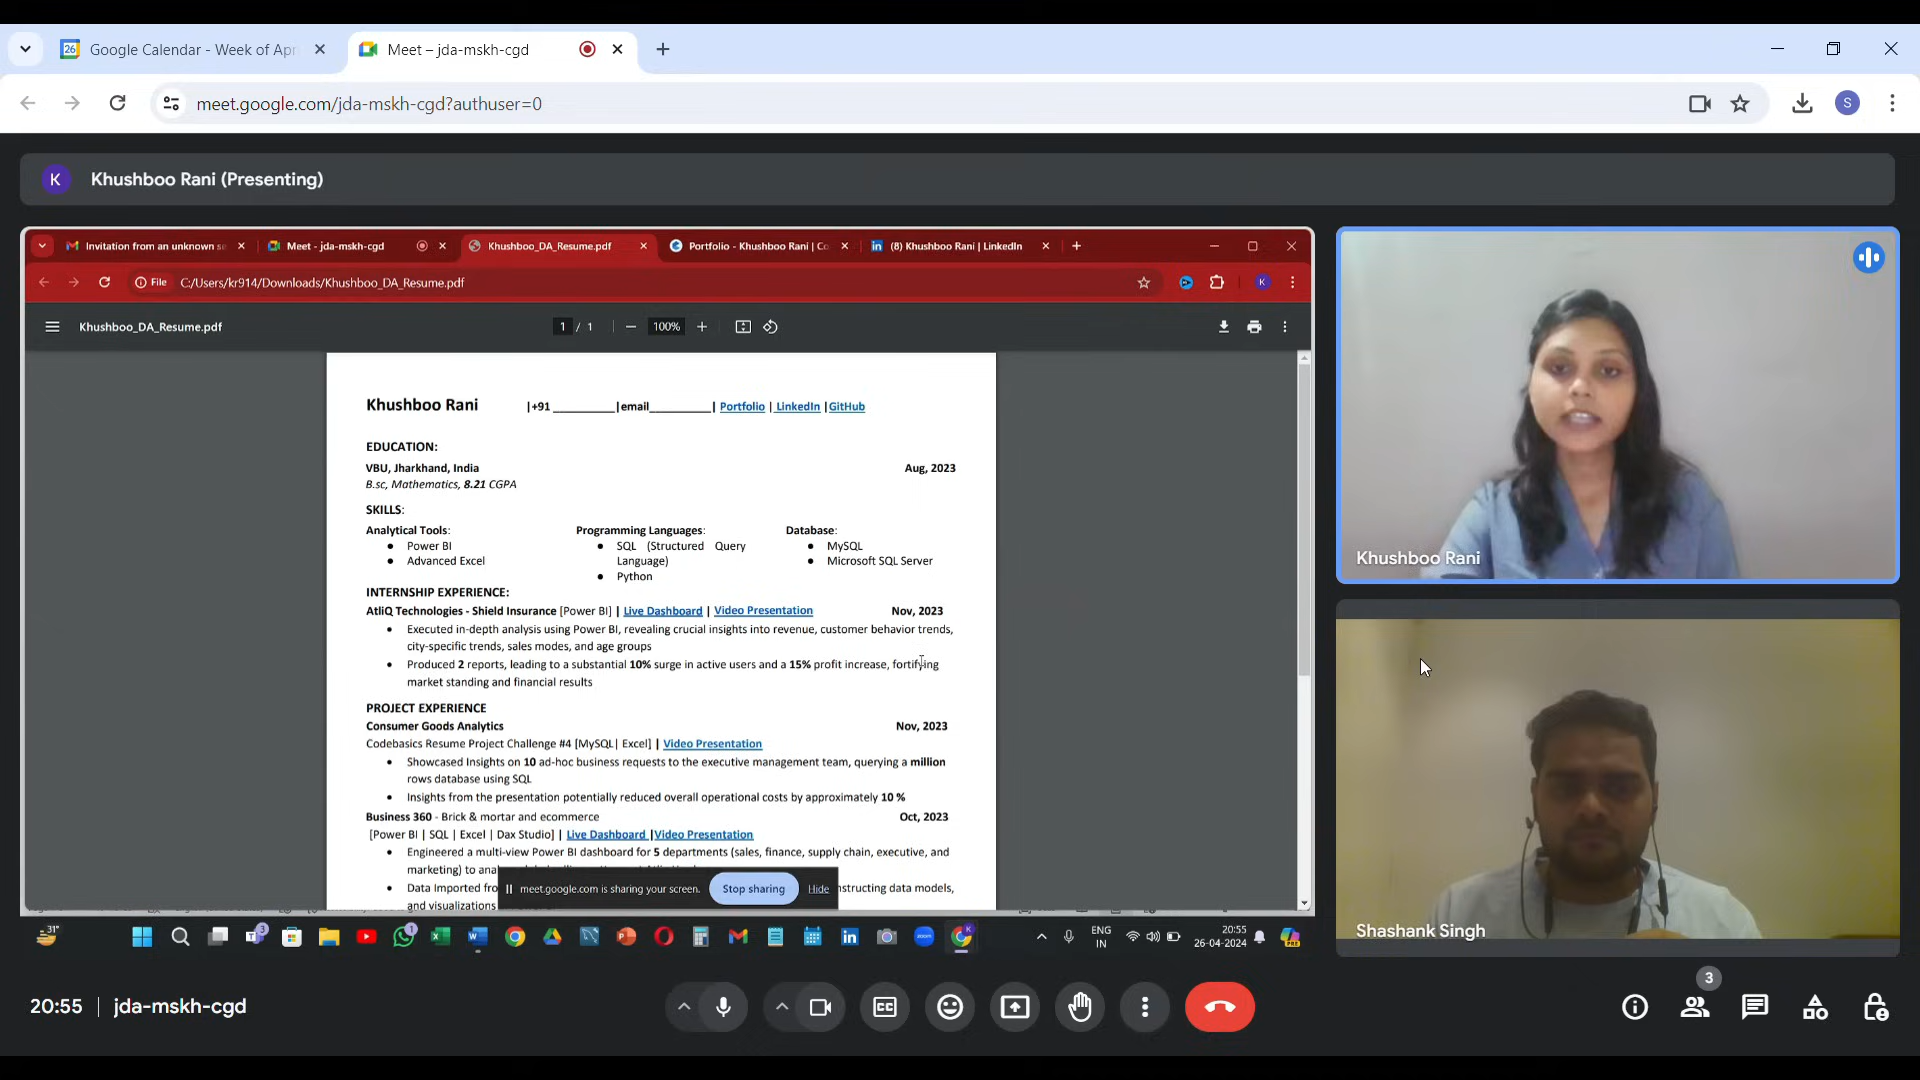 Google Calendar - Week of Apr
Meet – jda-mskh-cgd
meet.google.com/jda-mskh-cgd?authuser=0
S
K
Khushboo Rani (Presenting)
Invitation from an unknown se
Meet - jda-mskh-cgd
Khushboo_DA_Resume.pdf
Portfolio - Khushboo Rani | Co
(8) Khushboo Rani | LinkedIn
File
C:/Users/kr914/Downloads/Khushboo_DA_Resume.pdf
K
Khushboo_DA_Resume.pdf
1 / 1
100%
Khushboo Rani |+91 __________|email_________| Portfolio | LinkedIn |GitHub
EDUCATION:
VBU, Jharkhand, India Aug, 2023
B.sc, Mathematics, 8.21 CGPA
SKILLS:
Analytical Tools: Programming Languages: Database:
● Power BI ● SQL (Structured Query ● MySQL
● Advanced Excel Language) ● Microsoft SQL Server
● Python
INTERNSHIP EXPERIENCE:
AtliQ Technologies - Shield Insurance [Power BI] | Live Dashboard | Video Presentation Nov, 2023
● Executed in-depth analysis using Power BI, revealing crucial insights into revenue, customer behavior trends,
city-specific trends, sales modes, and age groups
● Produced 2 reports, leading to a substantial 10% surge in active users and a 15% profit increase, fortifying
market standing and financial results
PROJECT EXPERIENCE
Consumer Goods Analytics Nov, 2023
Codebasics Resume Project Challenge #4 [MySQL| Excel] | Video Presentation
● Showcased Insights on 10 ad-hoc business requests to the executive management team, querying a million
rows database using SQL
● Insights from the presentation potentially reduced overall operational costs by approximately 10 %
Business 360 - Brick & mortar and ecommerce Oct, 2023
[Power BI | SQL | Excel | Dax Studio] | Live Dashboard |Video Presentation
● Engineered a multi-view Power BI dashboard for 5 departments (sales, finance, supply chain, executive, and
marketing) to
● Data Imported nstructing data models,
and visualizations
meet.google.com is sharing your screen.
Stop sharing
Hide
31°
3
1
ENG
IN
20:55
26-04-2024
Khushboo Rani
Shashank Singh
20:55 | jda-mskh-cgd
3